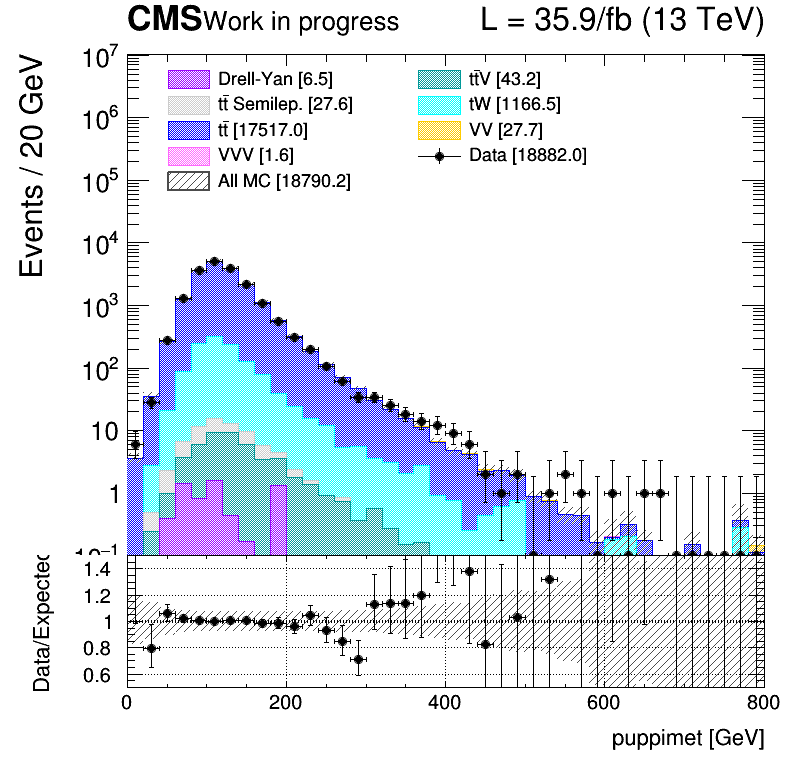 CMS Work in progress L = 35.9/fb (13 TeV)
Events / 20 GeV
10^7
10^6
10^5
10^4
10^3
10^2
10
1
10^-1
Drell-Yan [6.5]
tt̄ Semilep. [27.6]
tt̄ [17517.0]
VVV [1.6]
All MC [18790.2]
tt̄V [43.2]
tW [1166.5]
VV [27.7]
Data [18882.0]
Data/Expected
1.4
1.2
1
0.8
0.6
0 200 400 600 800
puppimet [GeV]